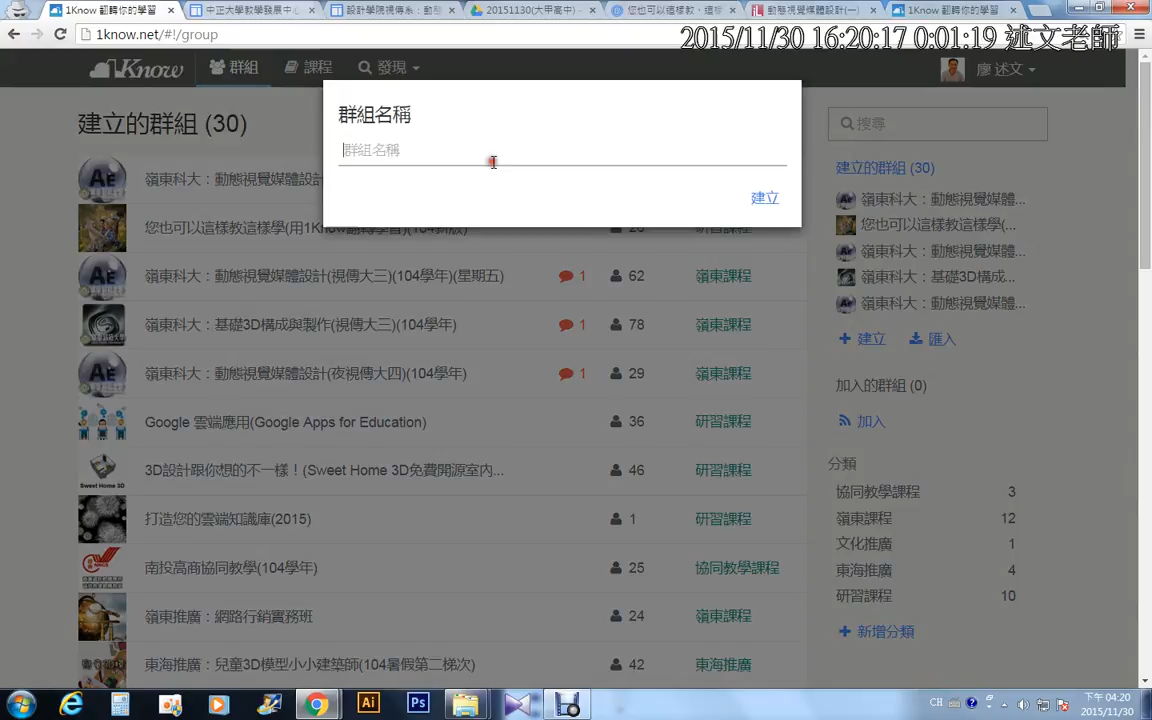 1Know 翻轉你的學習
中正大學教學發展中心
設計學院視傳系：動態
20151130(大甲高中) -
您也可以這樣教、這樣
動態視覺媒體設計(一)
1Know 翻轉你的學習
1know.net/#!/group
2015/11/30 16:20:17 0:01:19 述文老師
1Know
群組
課程
發現
廖 述文
建立的群組 (30)
群組名稱
群組名稱
建立
搜尋
建立的群組 (30)
嶺東科大：動態視覺媒體...
您也可以這樣教這樣學(...
嶺東科大：動態視覺媒體...
嶺東科大：基礎3D構成...
嶺東科大：動態視覺媒體...
建立
匯入
加入的群組 (0)
加入
分類
協同教學課程 3
嶺東課程 12
文化推廣 1
東海推廣 4
研習課程 10
新增分類
嶺東科大：動態視覺媒體設計
您也可以這樣教這樣學(用1Know翻轉學習)(104新版) 研習課程
嶺東科大：動態視覺媒體設計(視傳大三)(104學年)(星期五) 1 62 嶺東課程
嶺東科大：基礎3D構成與製作(視傳大三)(104學年) 1 78 嶺東課程
嶺東科大：動態視覺媒體設計(夜視傳大四)(104學年) 1 29 嶺東課程
Google 雲端應用(Google Apps for Education) 36 研習課程
3D設計跟你想的不一樣！(Sweet Home 3D免費開源室內... 46 研習課程
Sweet Home 3D
打造您的雲端知識庫(2015) 1 研習課程
南投高商協同教學(104學年) 25 協同教學課程
嶺東推廣：網路行銷實務班 24 嶺東課程
東海推廣：兒童3D模型小小建築師(104暑假第二梯次) 42 東海推廣
Ai
Ps
CH
下午 04:20
2015/11/30